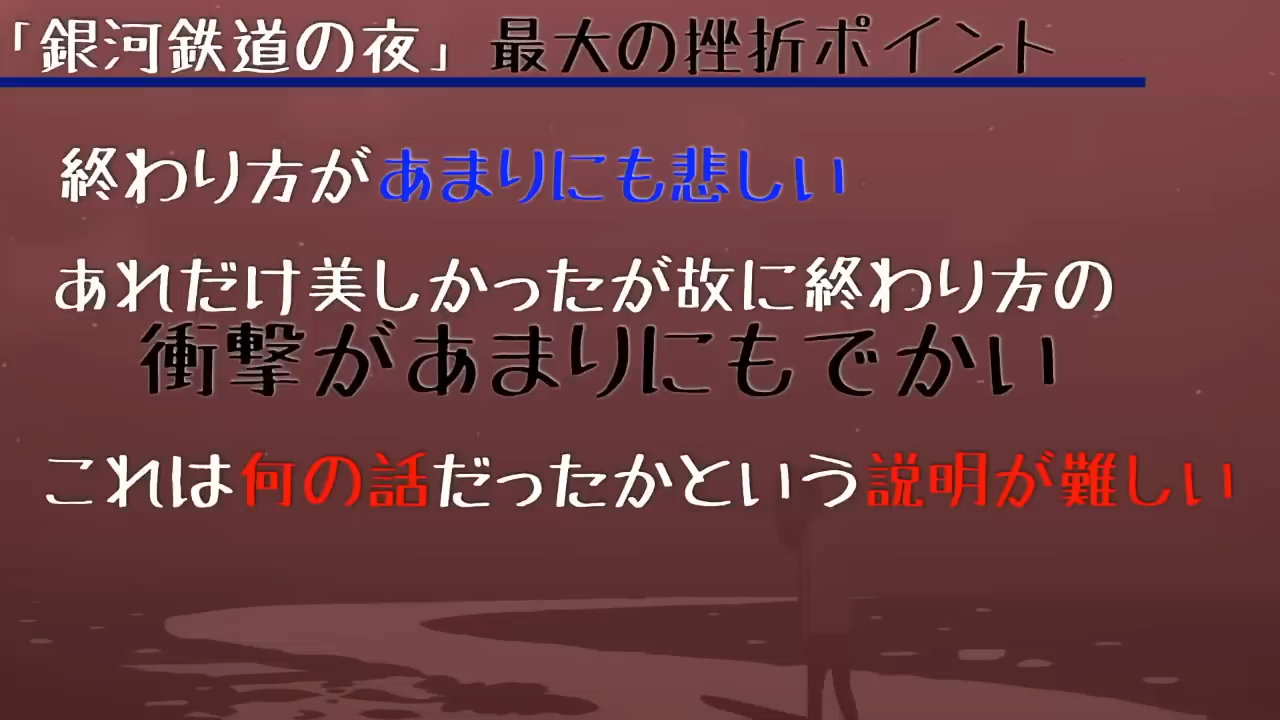 「銀河鉄道の夜」最大の挫折ポイント
終わり方があまりにも悲しい
あれだけ美しかったが故に終わり方の
衝撃があまりにもでかい
これは何の話だったかという説明が難しい